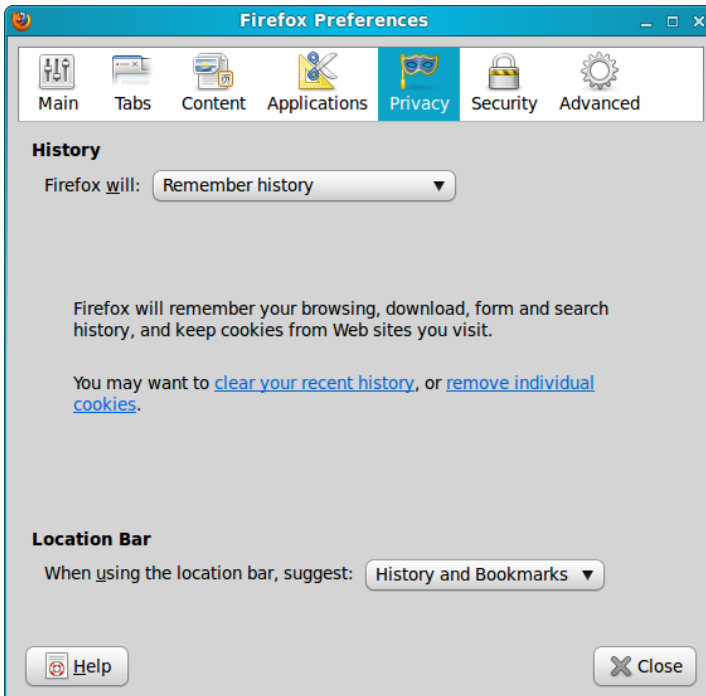 Firefox Preferences
Main Tabs Content Applications Privacy Security Advanced
History
Firefox will: Remember history
Firefox will remember your browsing, download, form and search
history, and keep cookies from Web sites you visit.
You may want to clear your recent history, or remove individual
cookies.
Location Bar
When using the location bar, suggest: History and Bookmarks
Help Close